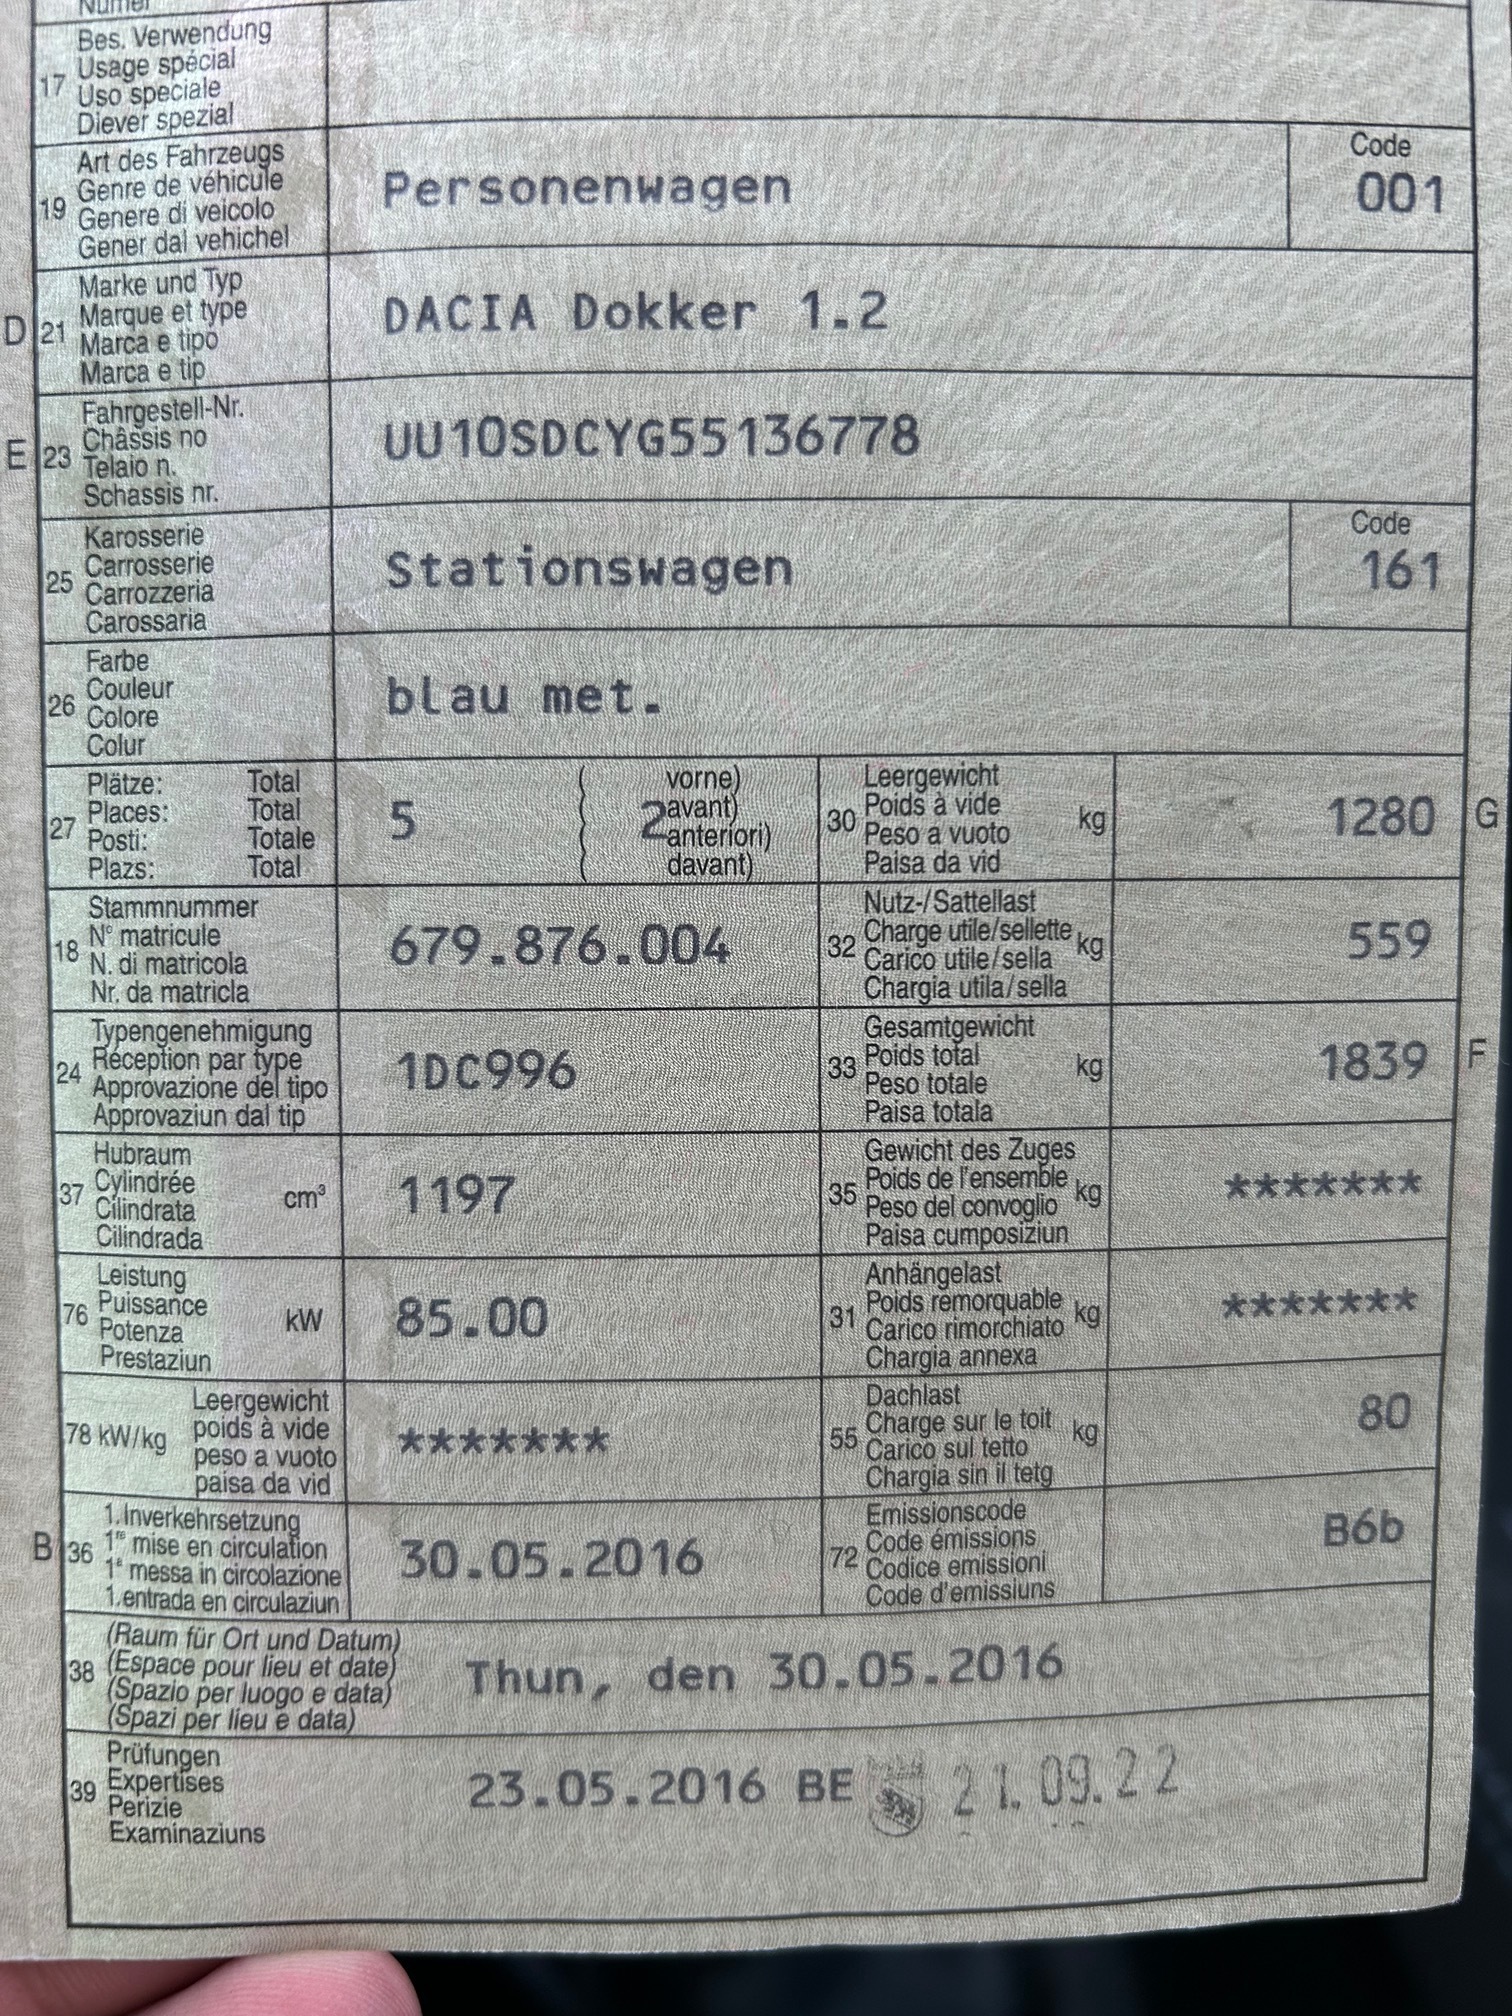 Numer
17 Bes. Verwendung
Usage spécial
Uso speciale
Diever spezial
19 Art des Fahrzeugs
Genre de véhicule
Genere di veicolo
Gener dal vehichel
Personenwagen
Code
001
D 21 Marke und Typ
Marque et type
Marca e tipo
Marca e tip
DACIA Dokker 1.2
E 23 Fahrgestell-Nr.
Châssis no
Telaio n.
Schassis nr.
UU10SDCYG55136778
25 Karosserie
Carrosserie
Carrozzeria
Carossaria
Stationswagen
Code
161
26 Farbe
Couleur
Colore
Colur
blau met.
27 Plätze: Total
Places: Total
Posti: Totale
Plazs: Total
5 ( 2 vorne)
avant)
anteriori)
davant)
30 Leergewicht
Poids à vide
Peso a vuoto
Paisa da vid
kg 1280 G
18 Stammnummer
N° matricule
N. di matricola
Nr. da matricla
679.876.004
32 Nutz-/Sattellast
Charge utile/sellette
Carico utile/sella
Chargia utila/sella
kg 559
24 Typengenehmigung
Réception par type
Approvazione del tipo
Approvaziun dal tip
1DC996
33 Gesamtgewicht
Poids total
Peso totale
Paisa totala
kg 1839 F
37 Hubraum
Cylindrée
Cilindrata
Cilindrada
cm³ 1197
35 Gewicht des Zuges
Poids de l'ensemble
Peso del convoglio
Paisa cumposiziun
kg *******
76 Leistung
Puissance
Potenza
Prestaziun
kW 85.00
31 Anhängelast
Poids remorquable
Carico rimorchiato
Chargia annexa
kg *******
78 kW/kg Leergewicht
poids à vide
peso a vuoto
paisa da vid
*******
55 Dachlast
Charge sur le toit
Carico sul tetto
Chargia sin il tetg
kg 80
B 36 1. Inverkehrsetzung
1re mise en circulation
1a messa in circolazione
1. entrada en circulaziun
30.05.2016
72 Emissionscode
Code émissions
Codice emissioni
Code d'emissiuns
B6b
38 (Raum für Ort und Datum)
(Espace pour lieu et date)
(Spazio per luogo e data)
(Spazi per lieu e data)
Thun, den 30.05.2016
39 Prüfungen
Expertises
Perizie
Examinaziuns
23.05.2016 BE 21.09.22